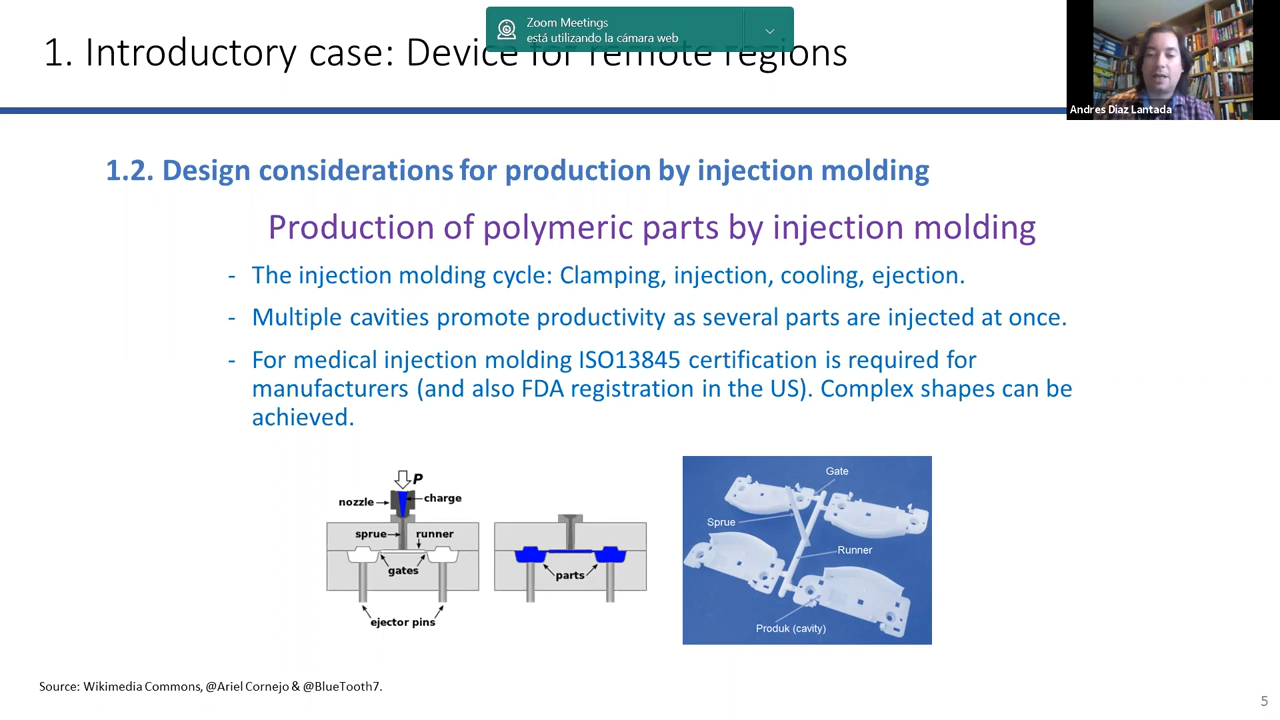 Zoom Meetings
está utilizando la cámara web
1. Introductory case: Device for remote regions
Andres Diaz Lantada
1.2. Design considerations for production by injection molding
Production of polymeric parts by injection molding
- The injection molding cycle: Clamping, injection, cooling, ejection.
- Multiple cavities promote productivity as several parts are injected at once.
- For medical injection molding ISO13845 certification is required for
manufacturers (and also FDA registration in the US). Complex shapes can be
achieved.
P
nozzle
charge
sprue
runner
gates
ejector pins
parts
Gate
Sprue
Runner
Produk (cavity)
Source: Wikimedia Commons, @Ariel Cornejo & @BlueTooth7.
5